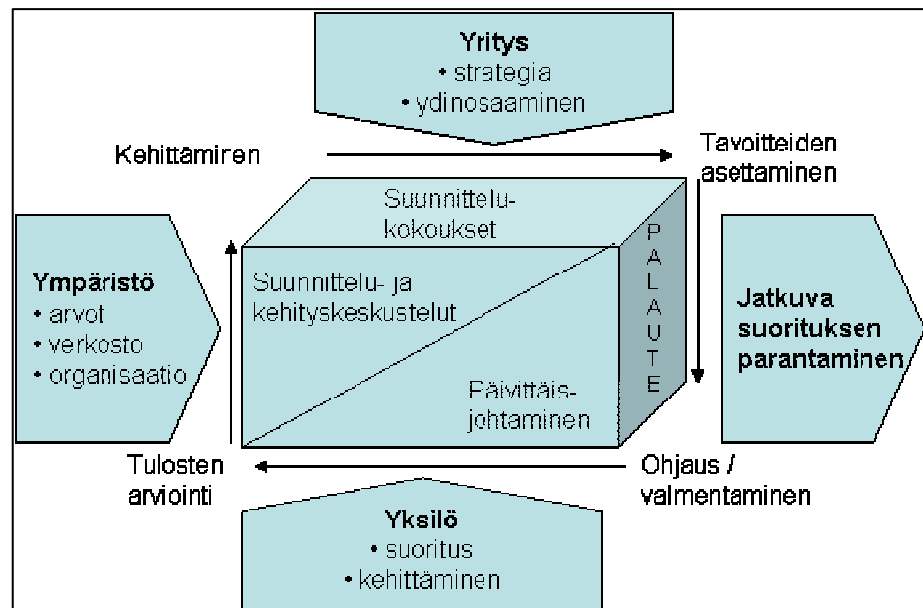 Yritys
• strategia
• ydinosaaminen
Kehittäminen
Tavoitteiden
asettaminen
Suunnittelu-
kokoukset
Ympäristö
• arvot
• verkosto
• organisaatio
Suunnittelu- ja
kehityskeskustelut
PALAUTE
Jatkuva
suorituksen
parantaminen
Päivittäis-
johtaminen
Tulosten
arviointi
Ohjaus /
valmentaminen
Yksilö
• suoritus
• kehittäminen